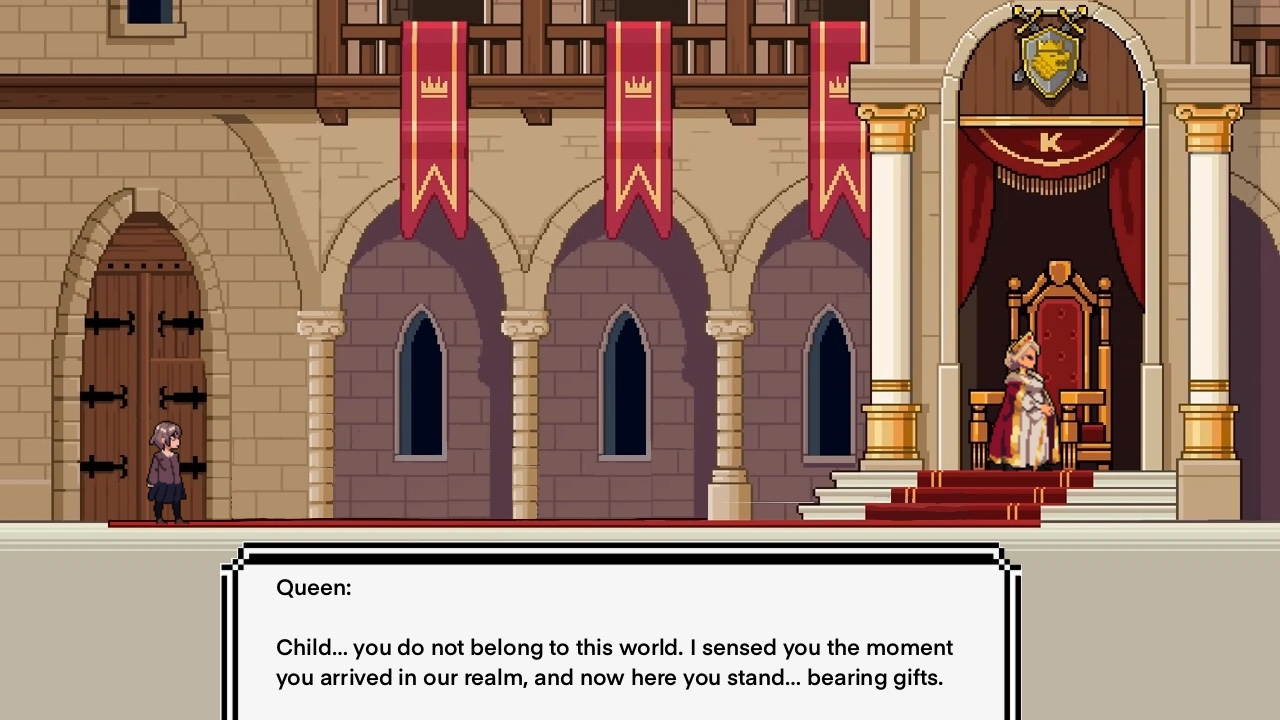 K
Queen:
Child... you do not belong to this world. I sensed you the moment
you arrived in our realm, and now here you stand... bearing gifts.